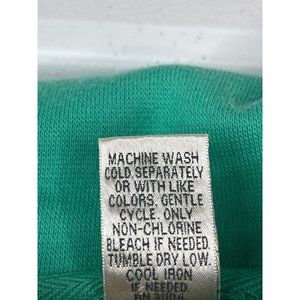 MACHINE WASH
COLD, SEPARATELY
OR WITH LIKE
COLORS, GENTLE
CYCLE. ONLY
NON-CHLORINE
BLEACH IF NEEDED.
TUMBLE DRY LOW.
COOL IRON
IF NEEDED.